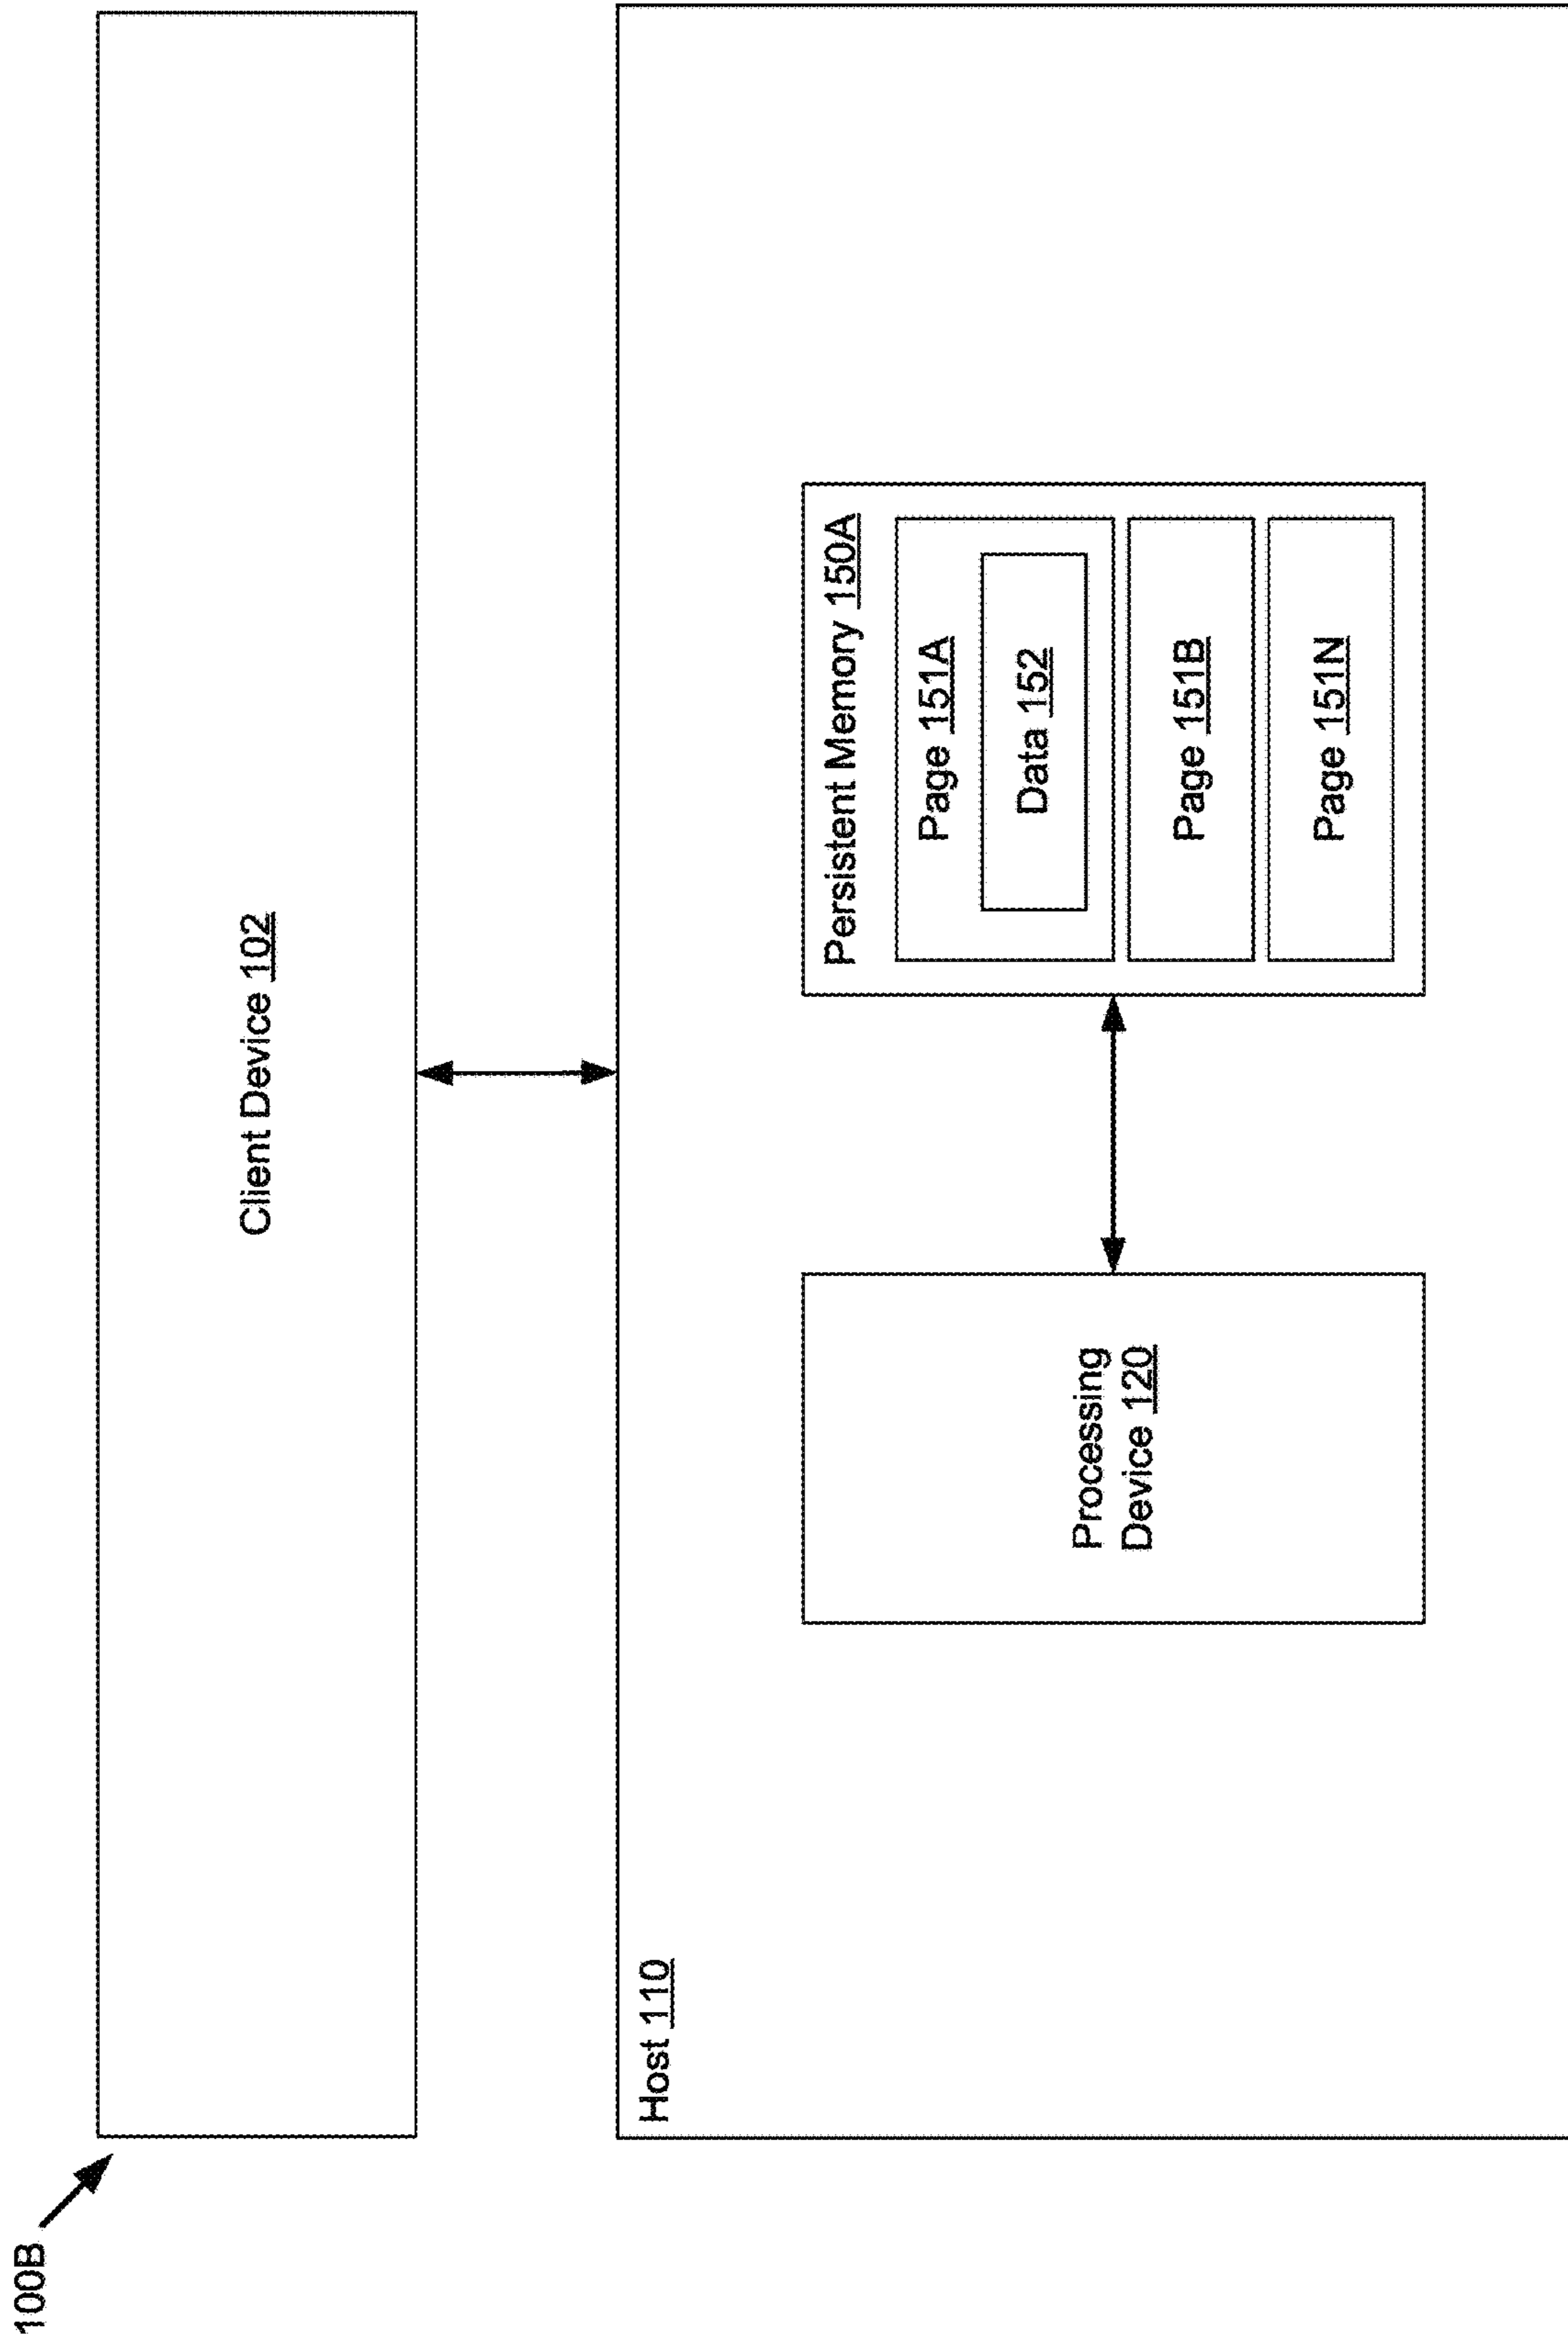 100B
Client Device 102
Host 110
Processing
Device 120
Persistent Memory 150A
Page 151A
Data 152
Page 151B
Page 151N